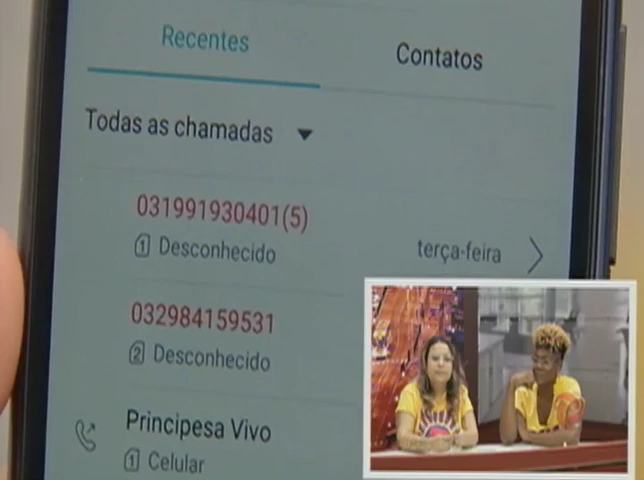 Recentes
Contatos
Todas as chamadas
031991930401(5)
1 Desconhecido
terça-feira
032984159531
2 Desconhecido
Principesa Vivo
1 Celular